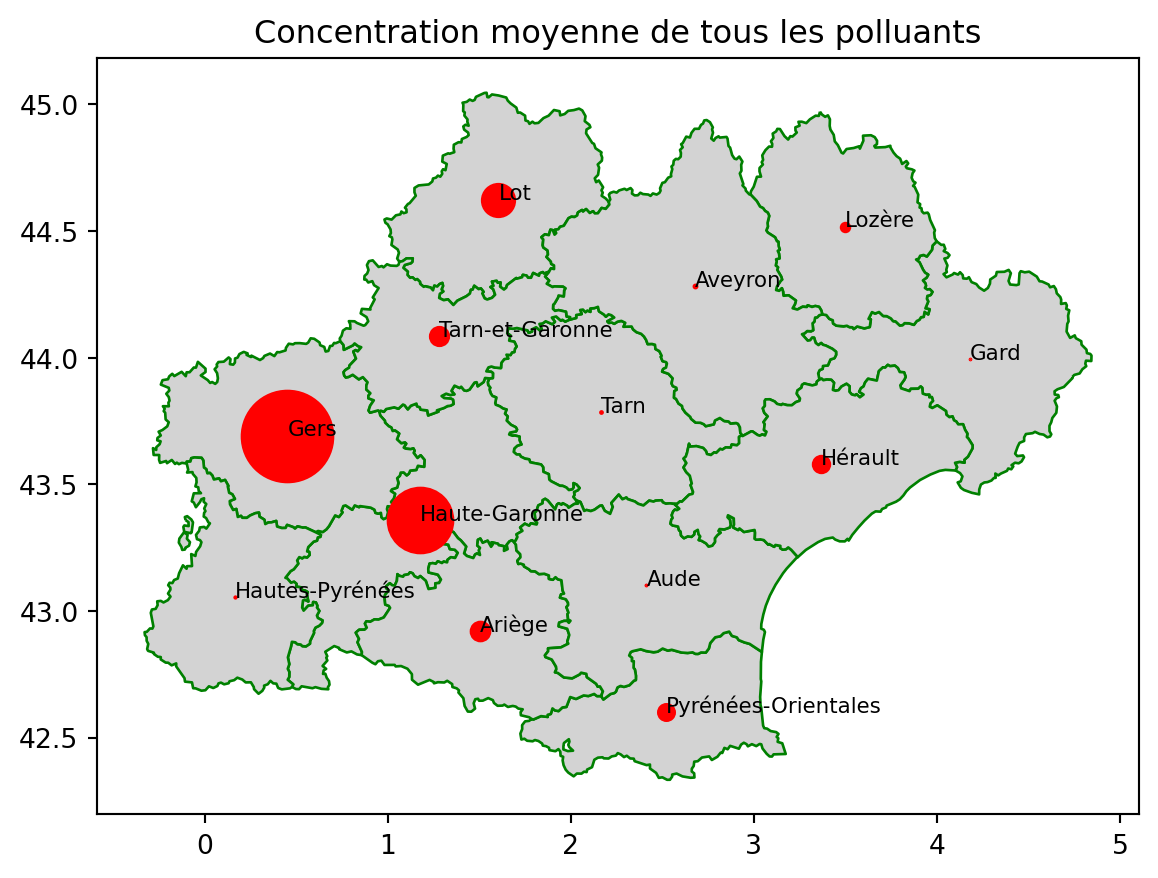 Concentration moyenne de tous les polluants
45.0
44.5
44.0
43.5
43.0
42.5
Lot
Lozère
Aveyron
Tarn-et-Garonne
Gard
Tarn
Gers
Hérault
Haute-Garonne
Aude
Hautes-Pyrénées
Ariège
Pyrénées-Orientales
0 1 2 3 4 5